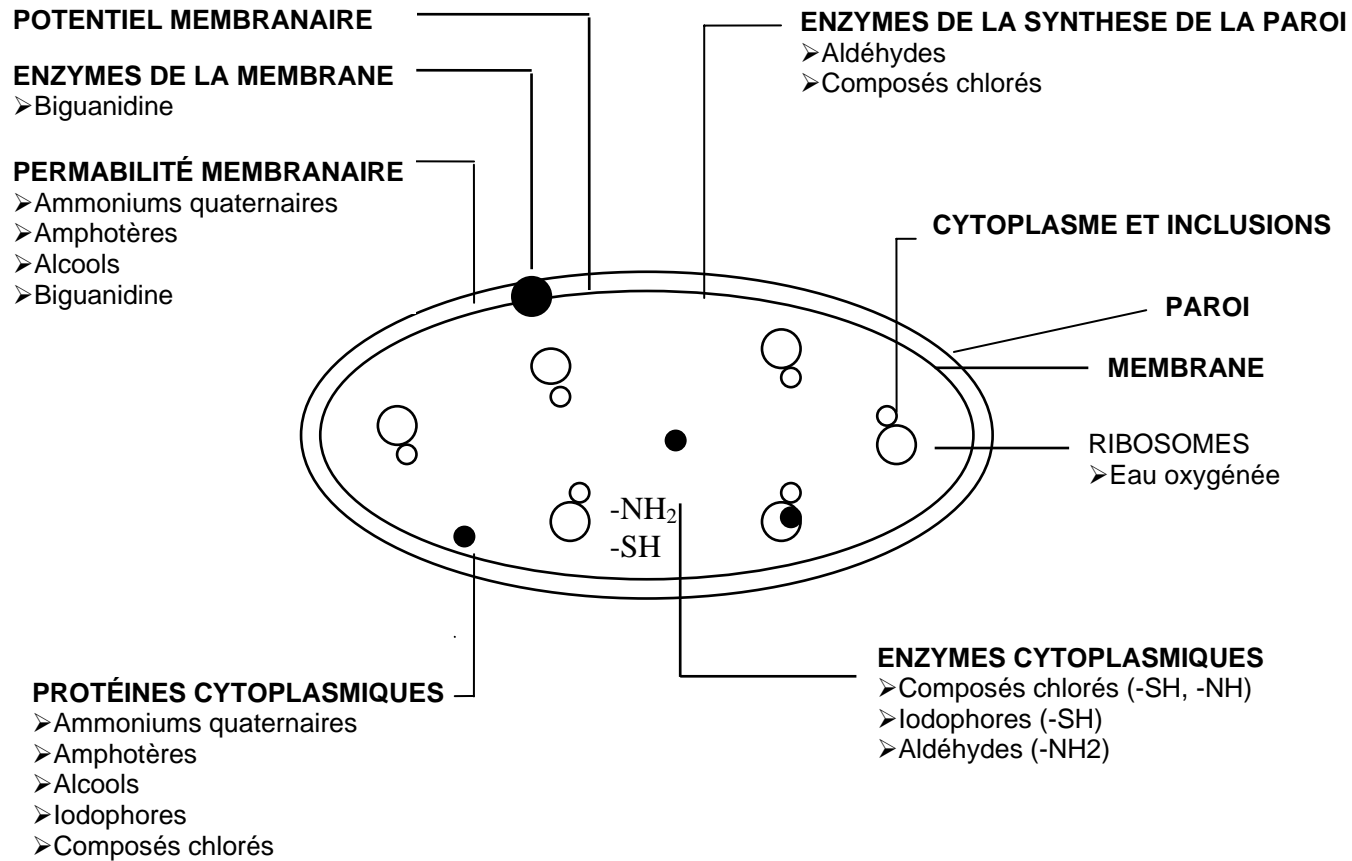 POTENTIEL MEMBRANAIRE
ENZYMES DE LA MEMBRANE
➢Biguanidine
PERMABILITÉ MEMBRANAIRE
➢Ammoniums quaternaires
➢Amphotères
➢Alcools
➢Biguanidine
ENZYMES DE LA SYNTHESE DE LA PAROI
➢Aldéhydes
➢Composés chlorés
CYTOPLASME ET INCLUSIONS
PAROI
MEMBRANE
RIBOSOMES
➢Eau oxygénée
-NH₂
-SH
PROTÉINES CYTOPLASMIQUES
➢Ammoniums quaternaires
➢Amphotères
➢Alcools
➢Iodophores
➢Composés chlorés
ENZYMES CYTOPLASMIQUES
➢Composés chlorés (-SH, -NH)
➢Iodophores (-SH)
➢Aldéhydes (-NH2)